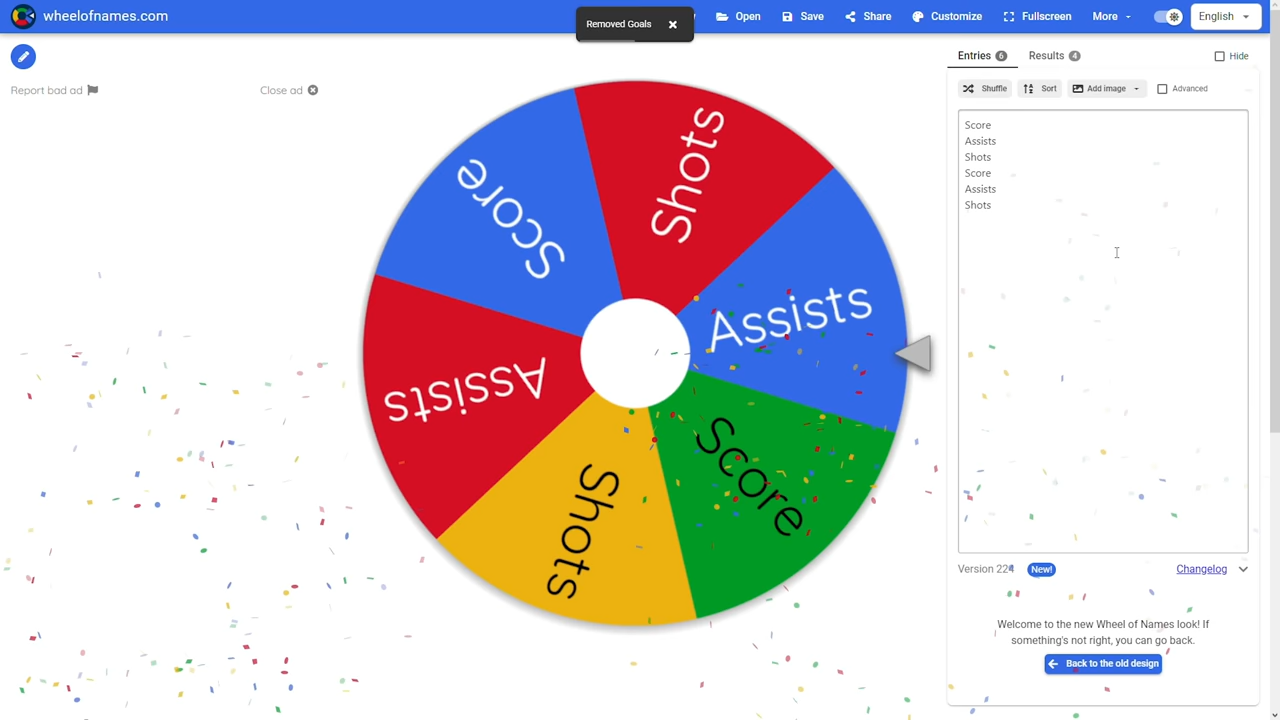 wheelofnames.com
Removed Goals
Open
Save
Share
Customize
Fullscreen
More
English
Report bad ad
Close ad
Entries 6
Results 4
Hide
Shuffle
Sort
Add image
Advanced
Score
Assists
Shots
Score
Assists
Shots
Shots
Assists
Score
Shots
Assists
Score
Version 224
New!
Changelog
Welcome to the new Wheel of Names look! If
something's not right, you can go back.
Back to the old design